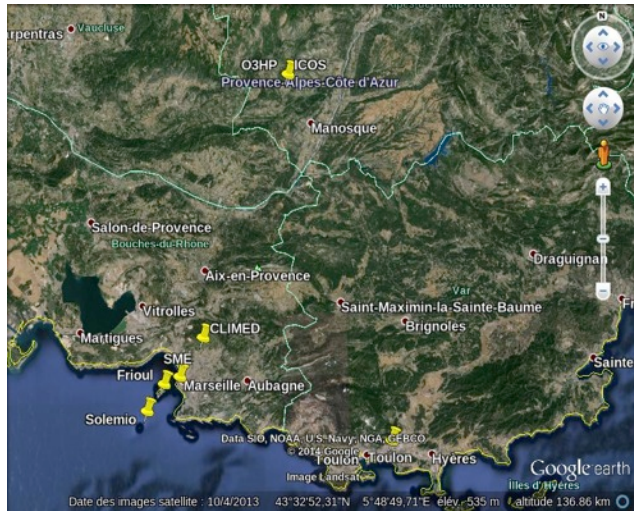 Alpes-de-Haute-Provence
arpentras
Vaucluse
O3HP
ICOS
Provence-Alpes-Côte d'Azur
Manosque
Salon-de-Provence
Bouches-du-Rhône
Aix-en-Provence
Draguignan
Var
Vitrolles
Saint-Maximin-la-Sainte-Baume
Fr
Martigues
CLIMED
Brignoles
SME
Frioul
Marseille
Aubagne
Sainte
Solemio
Data SIO, NOAA, U.S. Navy, NGA, GEBCO
© 2014 Google
Toulon
Toulon
Hyères
Google earth
Image Landsat
Îles d'Hyères
Date des images satellite : 10/4/2013 43°32'52,31"N 5°48'49,71"E élév. 535 m altitude 136.86 km
N